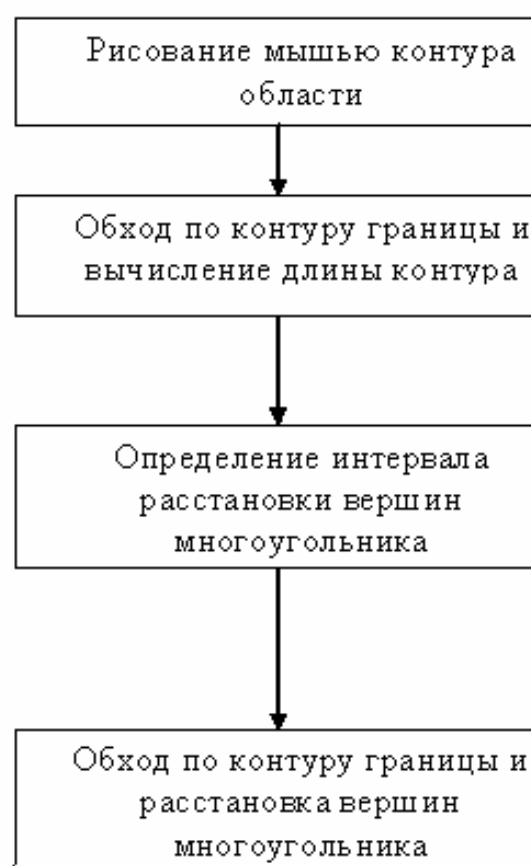 Рисование мышью контура
области
Обход по контуру границы и
вычисление длины контура
Определение интервала
расстановки вершин
многоугольника
Обход по контуру границы и
расстановка вершин
многоугольника